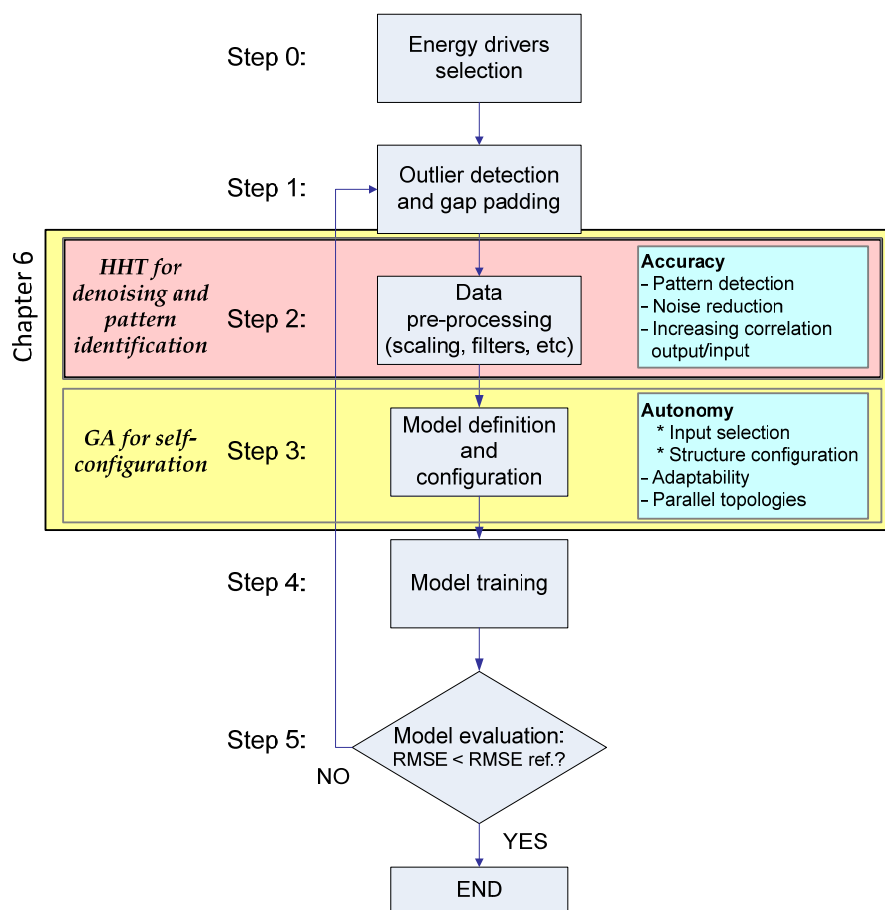 Step 0:
Energy drivers
selection
Step 1:
Outlier detection
and gap padding
Chapter 6
HHT for
denoising and
pattern
identification
Step 2:
Data
pre-processing
(scaling, filters, etc)
Accuracy
– Pattern detection
– Noise reduction
– Increasing correlation
output/input
GA for self-
configuration
Step 3:
Model definition
and
configuration
Autonomy
* Input selection
* Structure configuration
– Adaptability
– Parallel topologies
Step 4:
Model training
Step 5:
Model evaluation:
RMSE < RMSE ref.?
NO
YES
END